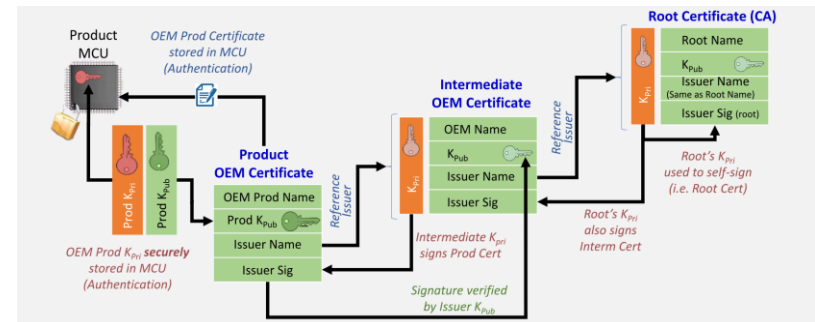 Product
MCU
OEM Prod Certificate
stored in MCU
(Authentication)
Prod KPri
Prod KPub
OEM Prod KPri securely
stored in MCU
(Authentication)
Product
OEM Certificate
OEM Prod Name
Prod KPub
Issuer Name
Issuer Sig
Reference
Issuer
Intermediate
OEM Certificate
KPri
OEM Name
KPub
Issuer Name
Issuer Sig
Intermediate Kpri
signs Prod Cert
Signature verified
by Issuer KPub
Reference
Issuer
Root Certificate (CA)
KPri
Root Name
KPub
Issuer Name
(Same as Root Name)
Issuer Sig (root)
Root's KPri
used to self-sign
(i.e. Root Cert)
Root's KPri
also signs
Interm Cert